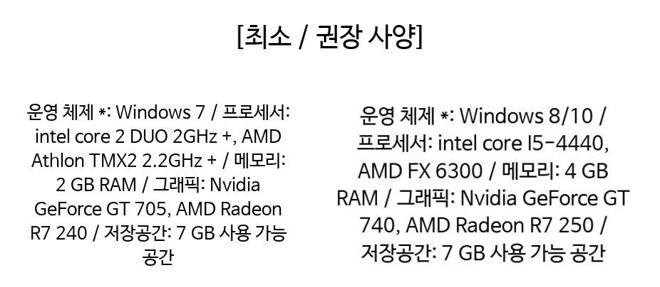 [최소 / 권장 사양]
운영 체제 *: Windows 7 / 프로세서:
intel core 2 DUO 2GHz +, AMD
Athlon TMX2 2.2GHz + / 메모리:
2 GB RAM / 그래픽: Nvidia
GeForce GT 705, AMD Radeon
R7 240 / 저장공간: 7 GB 사용 가능
공간
운영 체제 *: Windows 8/10 /
프로세서: intel core I5-4440,
AMD FX 6300 / 메모리: 4 GB
RAM / 그래픽: Nvidia GeForce GT
740, AMD Radeon R7 250 /
저장공간: 7 GB 사용 가능 공간